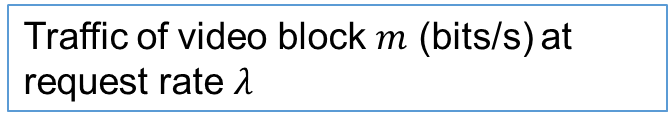 Traffic of video block 𝑚 (bits/s) at
request rate 𝜆